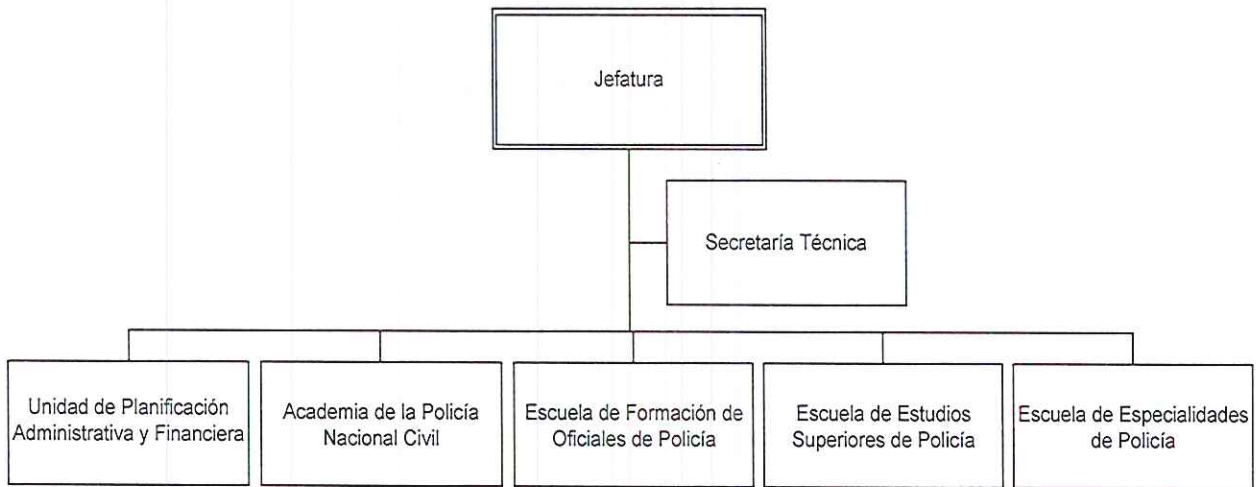 Jefatura
Secretaría Técnica
Unidad de Planificación
Administrativa y Financiera
Academia de la Policía
Nacional Civil
Escuela de Formación de
Oficiales de Policía
Escuela de Estudios
Superiores de Policía
Escuela de Especialidades
de Policía